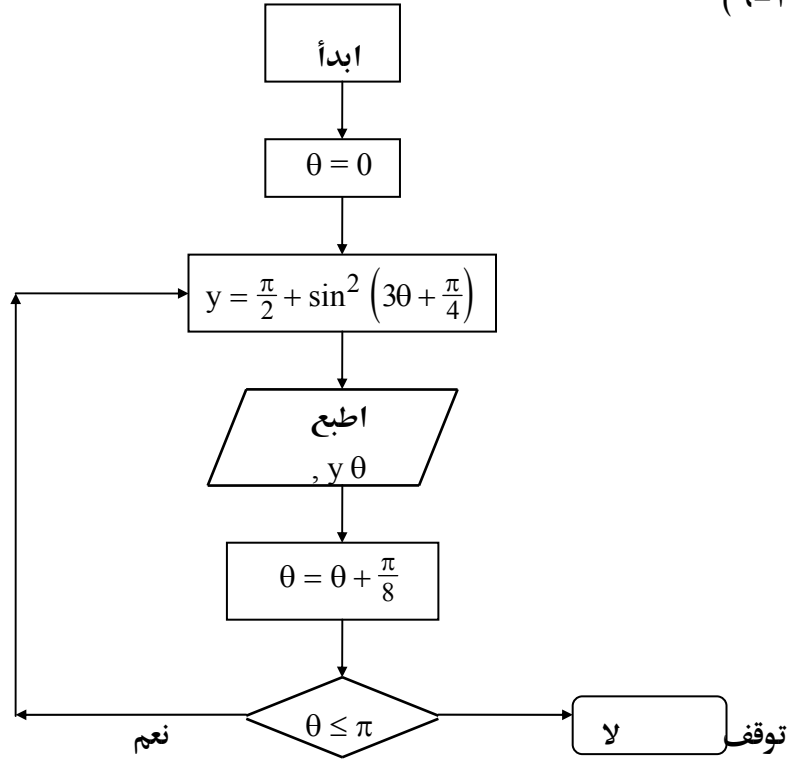 ابدأ
θ = 0
y = π/2 + sin² (3θ + π/4)
اطبع
, y θ
θ = θ + π/8
θ ≤ π
نعم
لا
توقف